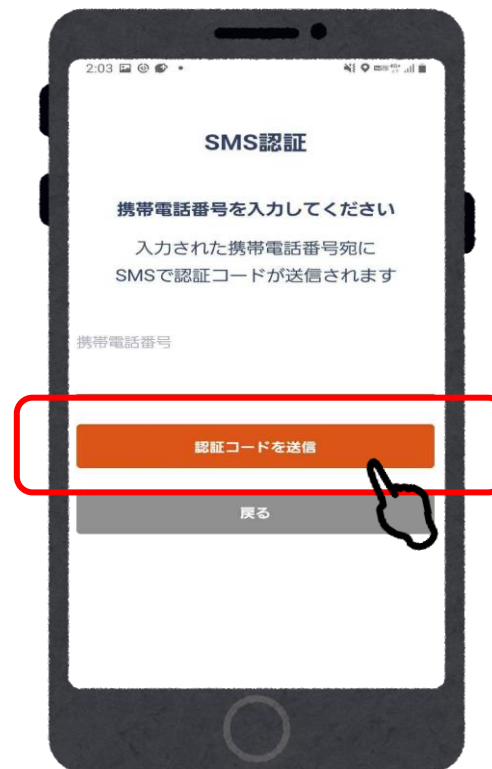 2:03
SMS認証
携帯電話番号を入力してください
入力された携帯電話番号宛に
SMSで認証コードが送信されます
携帯電話番号
認証コードを送信
戻る